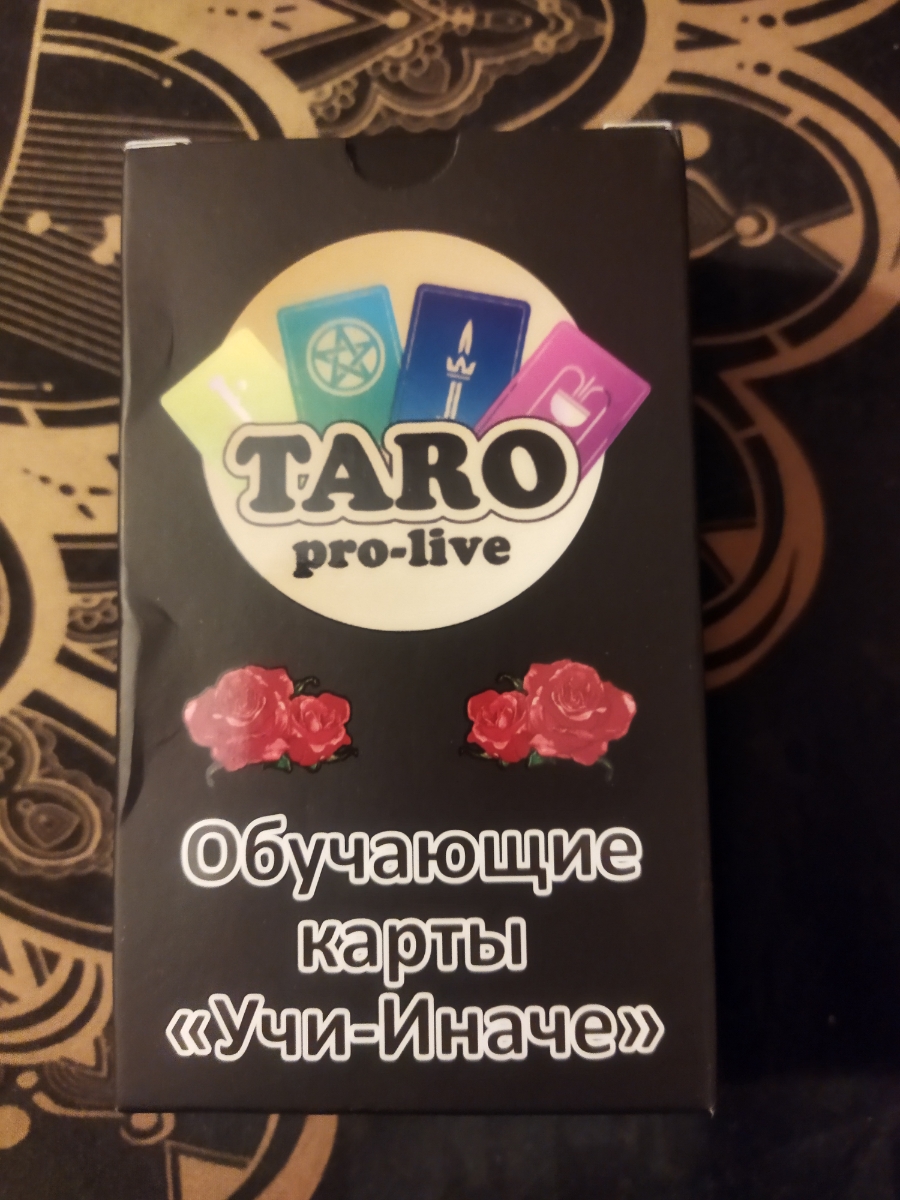 TARO
pro-live
Обучающие
карты
«Учи-Иначе»